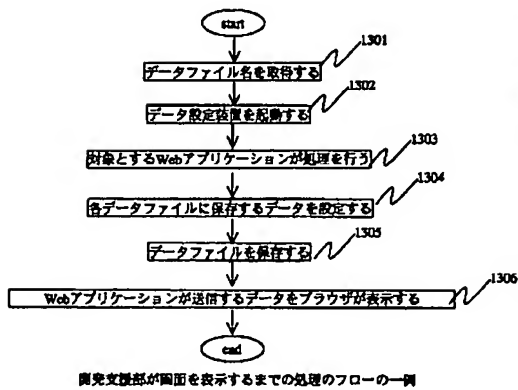 start
1301
データファイル名を取得する
1302
データ設定装置を起動する
1303
対象とするWebアプリケーションが処理を行う
1304
各データファイルに保存するデータを設定する
1305
データファイルを保存する
1306
Webアプリケーションが送信するデータをブラウザが表示する
end
開発支援部が画面を表示するまでの処理のフローの一例